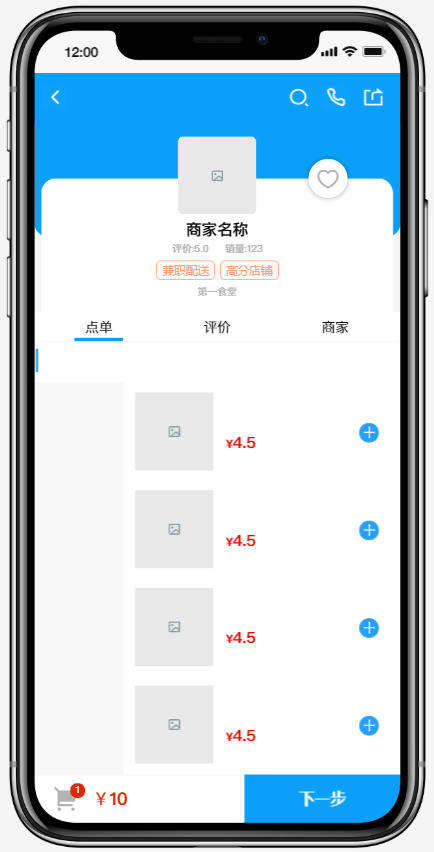 12:00
商家名称
评价:5.0 销量:123
兼职配送 高分店铺
第一食堂
点单 评价 商家
¥4.5
¥4.5
¥4.5
¥4.5
1
¥ 10 下一步